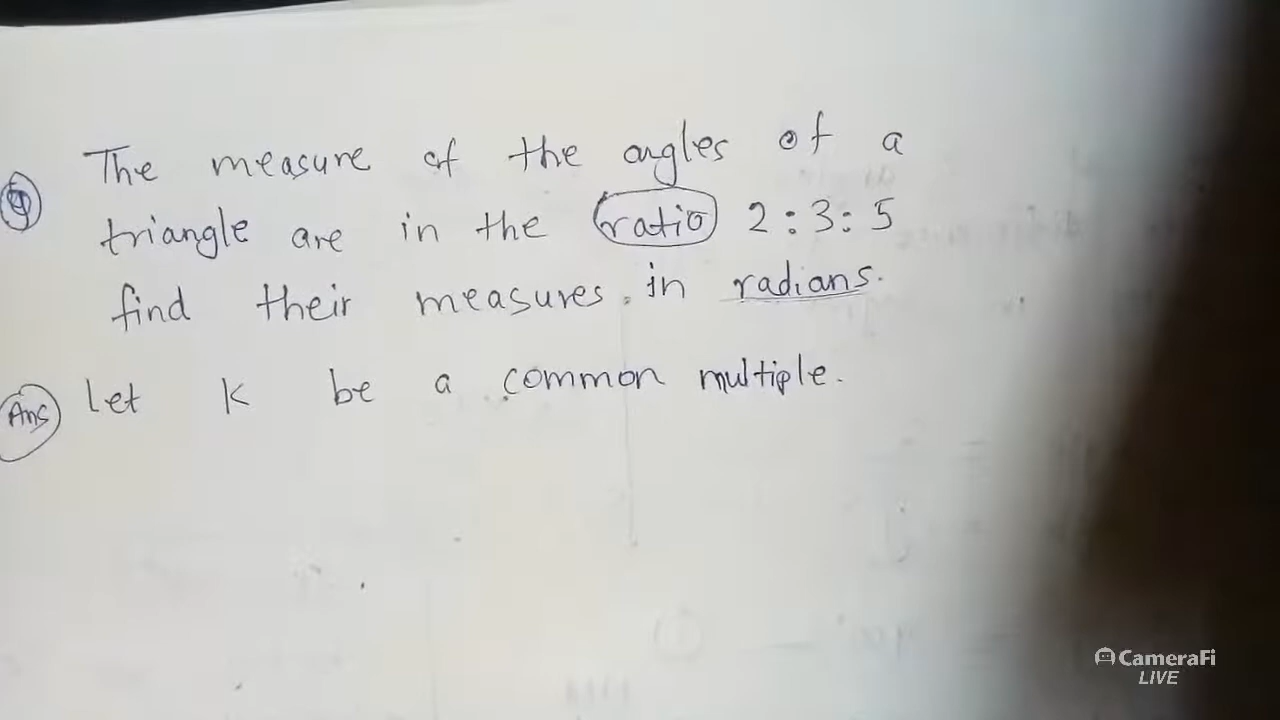 Q The measure of the angles of a
triangle are in the ratio 2:3:5
find their measures in radians.
Ans Let K be a common multiple.
CameraFi
LIVE